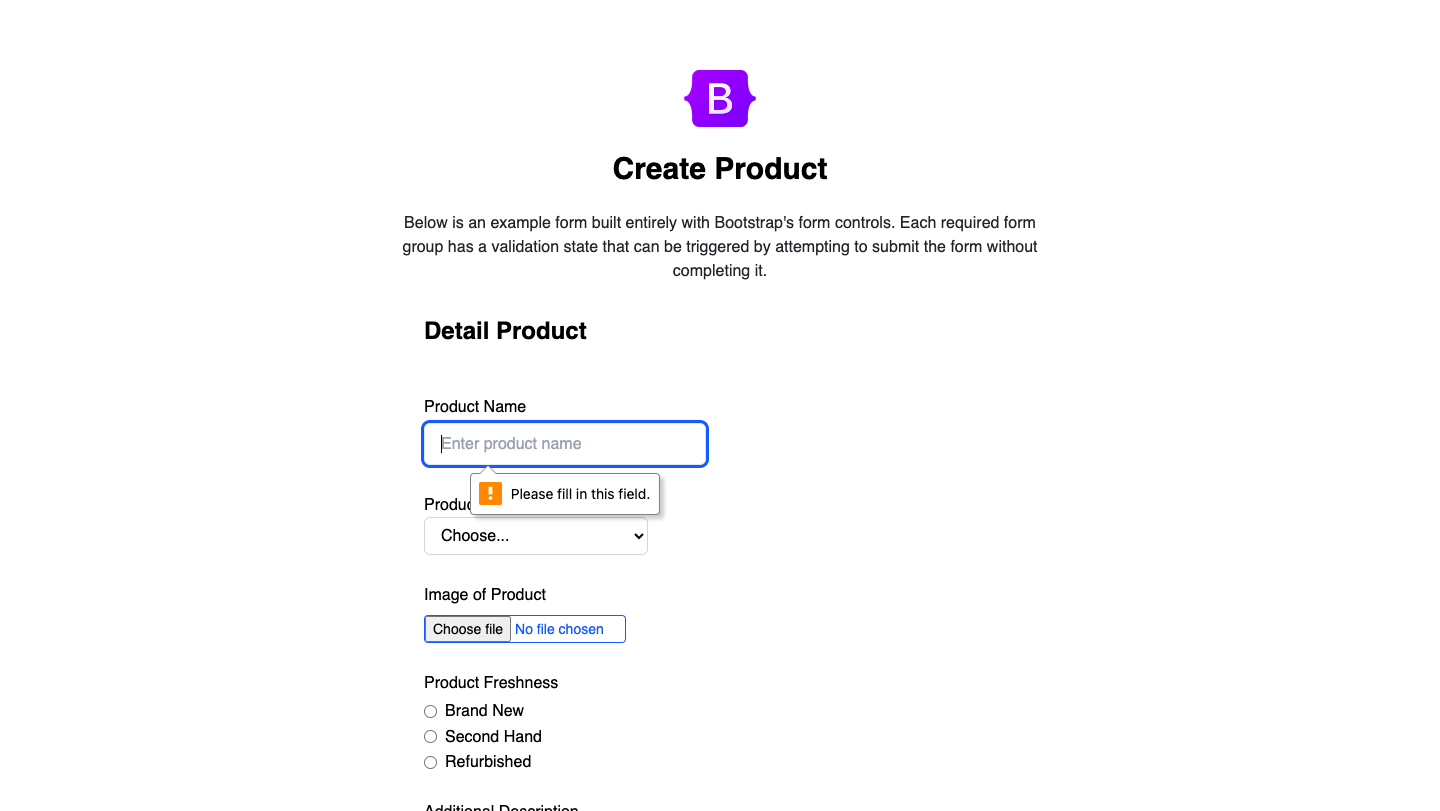 B
Create Product
Below is an example form built entirely with Bootstrap's form controls. Each required form
group has a validation state that can be triggered by attempting to submit the form without
completing it.
Detail Product
Product Name
Enter product name
Please fill in this field.
Choose...
Image of Product
Choose file No file chosen
Product Freshness
Brand New
Second Hand
Refurbished
Additional Description